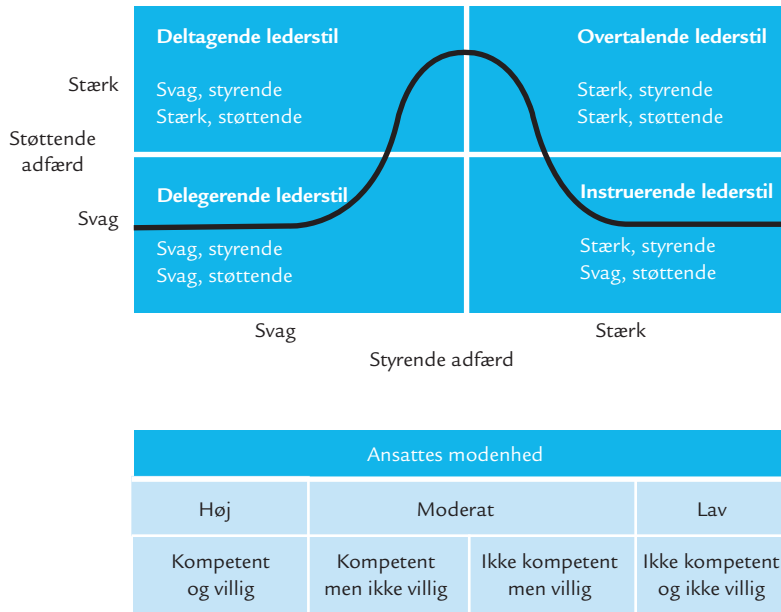 Deltagende lederstil
Svag, styrende
Stærk, støttende
Overtalende lederstil
Stærk, styrende
Stærk, støttende
Stærk
Støttende
adfærd
Svag
Delegerende lederstil
Svag, styrende
Svag, støttende
Instruerende lederstil
Stærk, styrende
Svag, støttende
Svag
Stærk
Styrende adfærd
Ansattes modenhed
Høj
Moderat
Lav
Kompetent
og villig
Kompetent
men ikke villig
Ikke kompetent
men villig
Ikke kompetent
og ikke villig